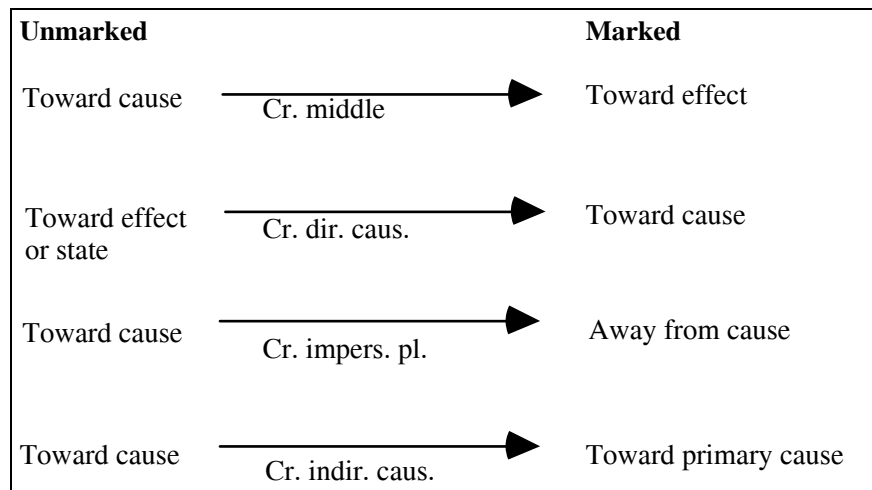 Unmarked Marked
Toward cause Toward effect
Cr. middle
Toward effect Toward cause
or state
Cr. dir. caus.
Toward cause Away from cause
Cr. impers. pl.
Toward cause Toward primary cause
Cr. indir. caus.